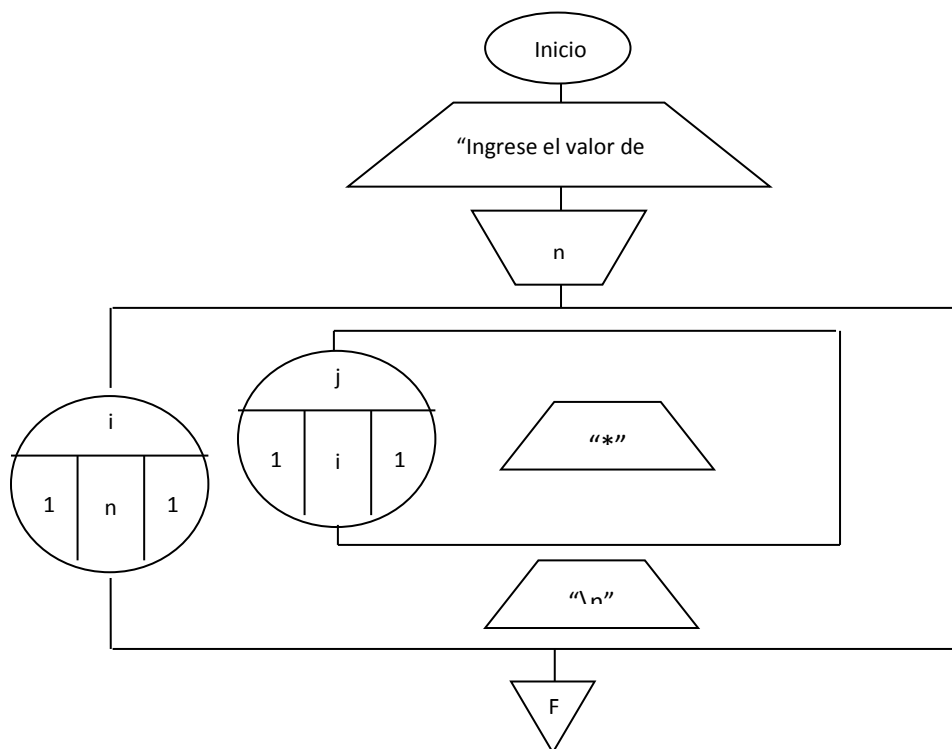 Inicio
“Ingrese el valor de
n
j
1 i 1
“*”
i
1 n 1
“\n”
F